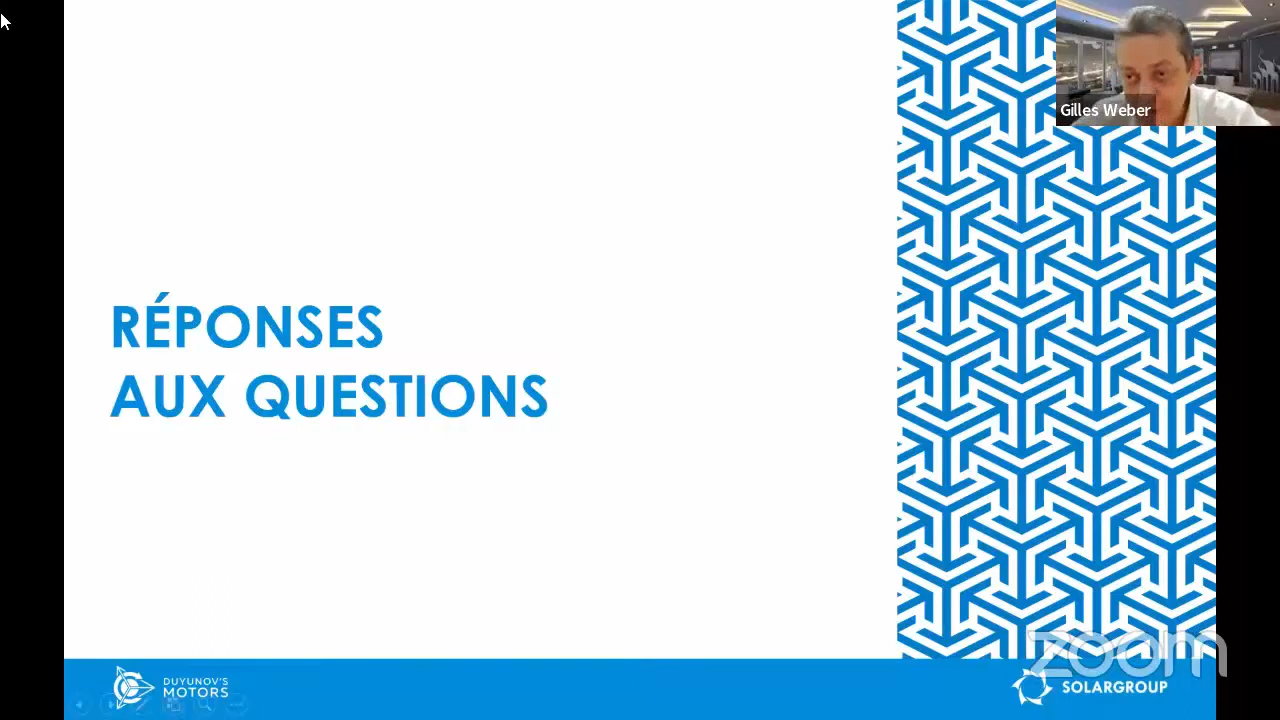 Gilles Weber
RÉPONSES
AUX QUESTIONS
zoom
DUYUNOV'S
MOTORS
SOLARGROUP